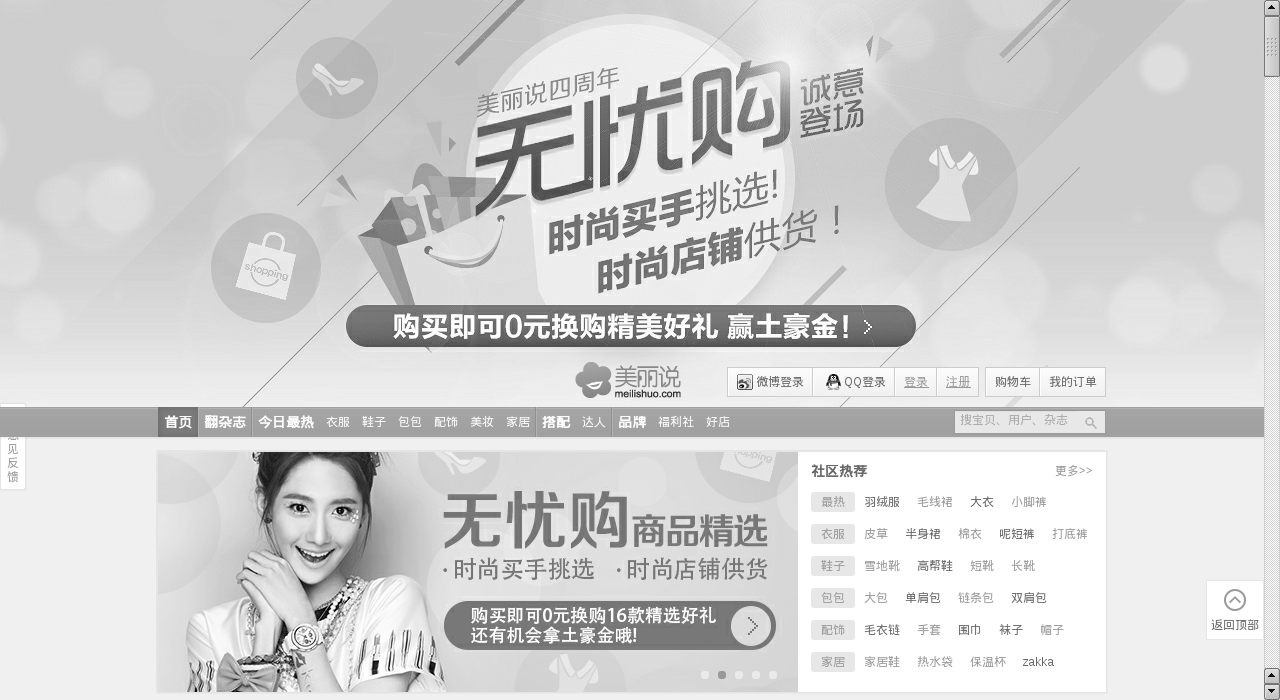 美丽说四周年
无忧购
诚意
登场
时尚买手挑选!
时尚店铺供货!
shopping
购买即可0元换购精美好礼 赢土豪金!
美丽说
meilishuo.com
微博登录 QQ登录 登录 注册 购物车 我的订单
首页 翻杂志 今日最热 衣服 鞋子 包包 配饰 美妆 家居 搭配 达人 品牌 福利社 好店
搜宝贝、用户、杂志
见
反
馈
shopping
无忧购商品精选
·时尚买手挑选 ·时尚店铺供货
购买即可0元换购16款精选好礼
还有机会拿土豪金哦!
社区热荐 更多>>
最热 羽绒服 毛线裙 大衣 小脚裤
衣服 皮草 半身裙 棉衣 呢短裤 打底裤
鞋子 雪地靴 高帮鞋 短靴 长靴
包包 大包 单肩包 链条包 双肩包
配饰 毛衣链 手套 围巾 袜子 帽子
家居 家居鞋 热水袋 保温杯 zakka
返回顶部